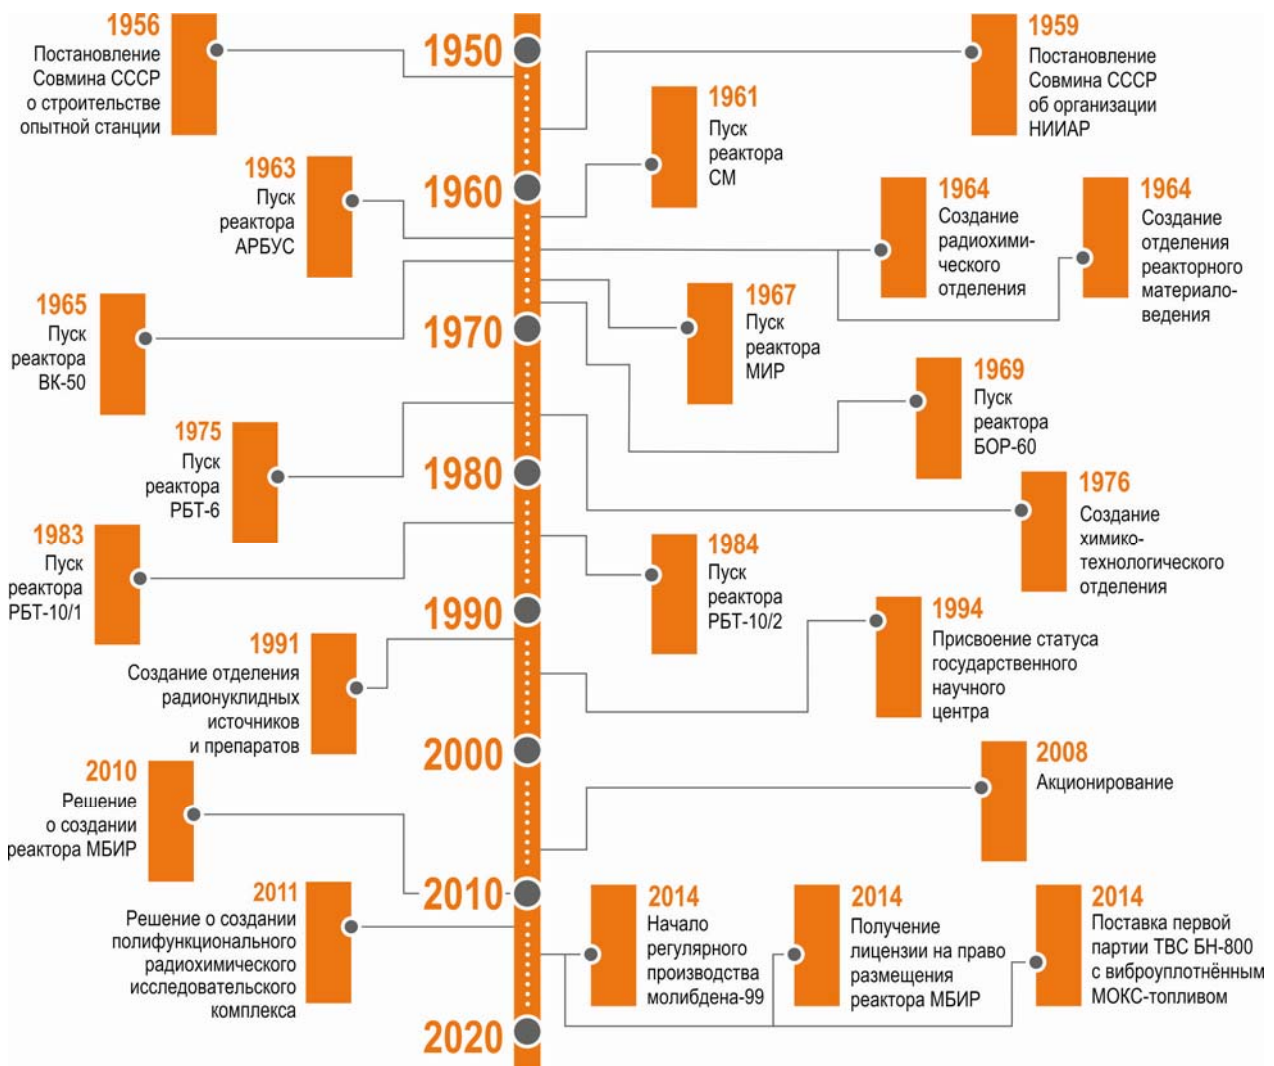 1956
Постановление
Совмина СССР
о строительстве
опытной станции
1950
1959
Постановление
Совмина СССР
об организации
НИИАР
1961
Пуск
реактора
СМ
1963
Пуск
реактора
АРБУС
1960
1964
Создание
радиохими-
ческого
отделения
1964
Создание
отделения
реакторного
материало-
ведения
1965
Пуск
реактора
ВК-50
1967
Пуск
реактора
МИР
1970
1969
Пуск
реактора
БОР-60
1975
Пуск
реактора
РБТ-6
1980
1976
Создание
химико-
технологического
отделения
1983
Пуск
реактора
РБТ-10/1
1984
Пуск
реактора
РБТ-10/2
1990
1991
Создание отделения
радионуклидных
источников
и препаратов
1994
Присвоение статуса
государственного
научного
центра
2000
2010
Решение
о создании
реактора МБИР
2008
Акционирование
2010
2011
Решение о создании
полифункционального
радиохимического
исследовательского
комплекса
2014
Начало
регулярного
производства
молибдена-99
2014
Получение
лицензии на право
размещения
реактора МБИР
2014
Поставка первой
партии ТВС БН-800
с виброуплотнённым
МОКС-топливом
2020